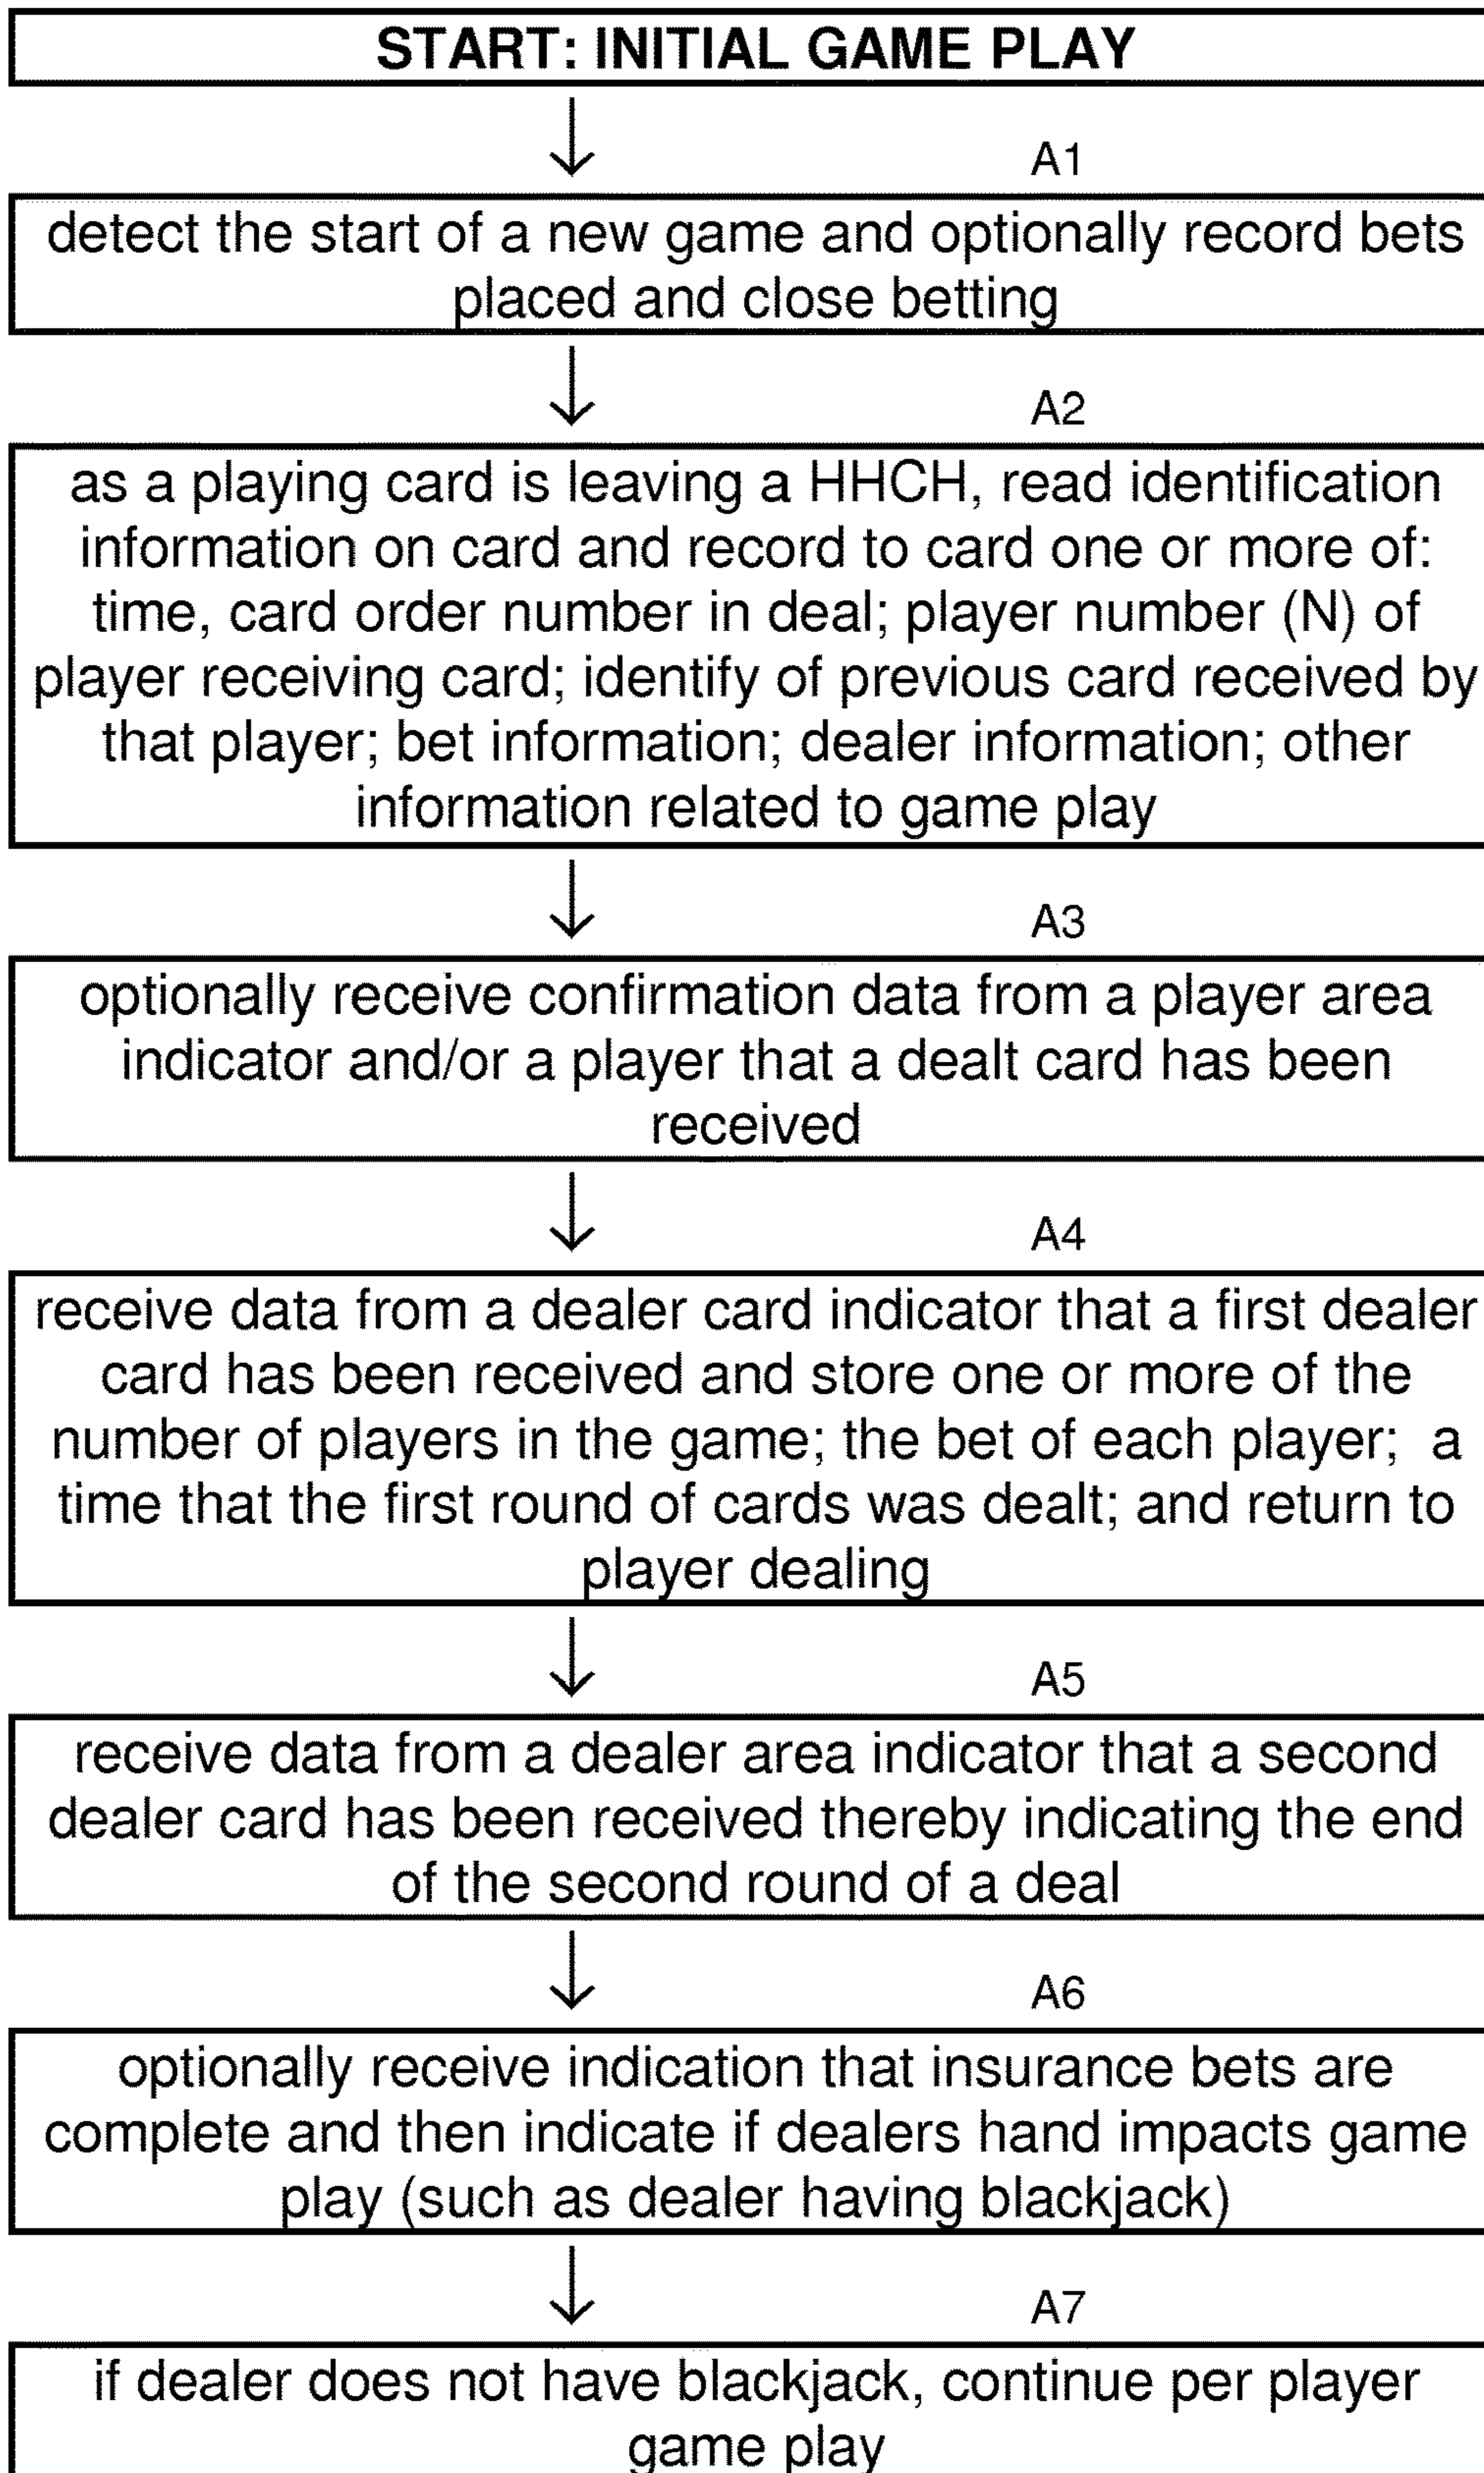 START: INITIAL GAME PLAY
A1
detect the start of a new game and optionally record bets
placed and close betting
A2
as a playing card is leaving a HHCH, read identification
information on card and record to card one or more of:
time, card order number in deal; player number (N) of
player receiving card; identify of previous card received by
that player; bet information; dealer information; other
information related to game play
A3
optionally receive confirmation data from a player area
indicator and/or a player that a dealt card has been
received
A4
receive data from a dealer card indicator that a first dealer
card has been received and store one or more of the
number of players in the game; the bet of each player;  a
time that the first round of cards was dealt; and return to
player dealing
A5
receive data from a dealer area indicator that a second
dealer card has been received thereby indicating the end
of the second round of a deal
A6
optionally receive indication that insurance bets are
complete and then indicate if dealers hand impacts game
play (such as dealer having blackjack)
A7
if dealer does not have blackjack, continue per player
game play